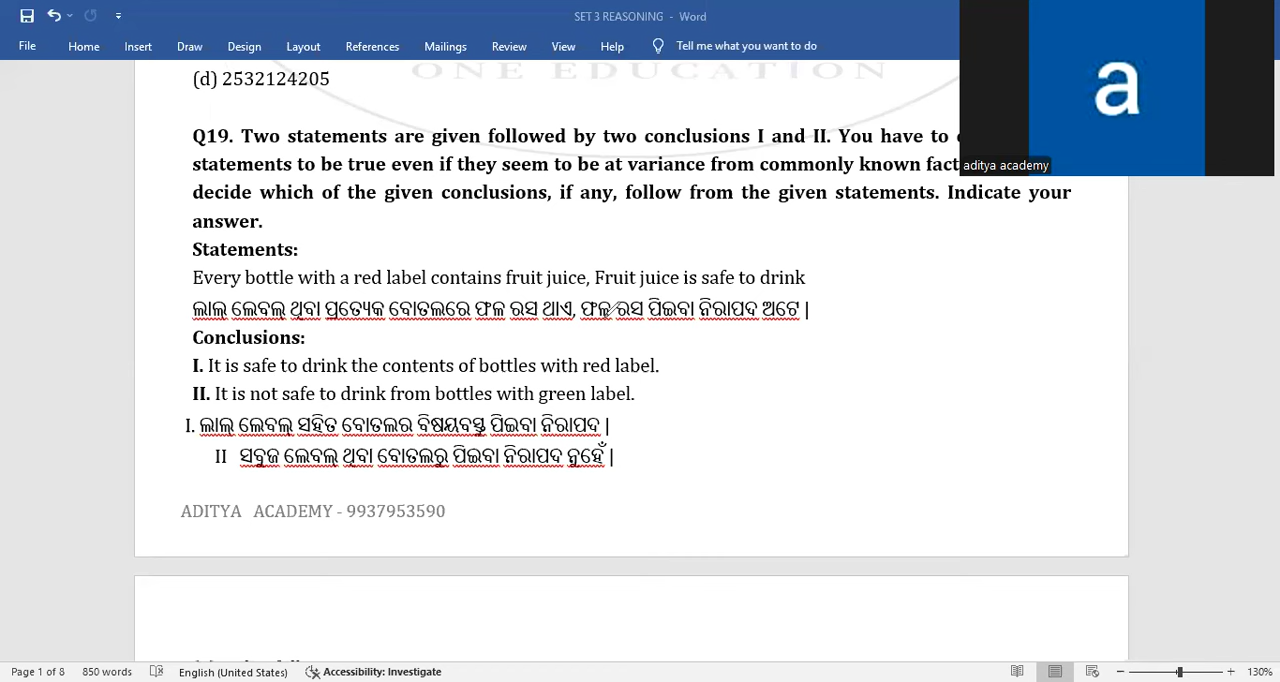 SET 3 REASONING - Word
File Home Insert Draw Design Layout References Mailings Review View Help Tell me what you want to do
a
aditya academy
ONE EDUCATION
(d) 2532124205
Q19. Two statements are given followed by two conclusions I and II. You have to
statements to be true even if they seem to be at variance from commonly known fact
decide which of the given conclusions, if any, follow from the given statements. Indicate your
answer.
Statements:
Every bottle with a red label contains fruit juice, Fruit juice is safe to drink
ଲାଲ୍ ଲେବଲ୍ ଥିବା ପ୍ରତ୍ୟେକ ବୋତଲରେ ଫଳ ରସ ଥାଏ, ଫଳ ରସ ପିଇବା ନିରାପଦ ଅଟେ |
Conclusions:
I. It is safe to drink the contents of bottles with red label.
II. It is not safe to drink from bottles with green label.
I. ଲାଲ୍ ଲେବଲ୍ ସହିତ ବୋତଲର ବିଷୟବସ୍ତୁ ପିଇବା ନିରାପଦ |
II ସବୁଜ ଲେବଲ୍ ଥିବା ବୋତଲରୁ ପିଇବା ନିରାପଦ ନୁହେଁ |
ADITYA ACADEMY - 9937953590
Page 1 of 8 850 words English (United States) Accessibility: Investigate 130%